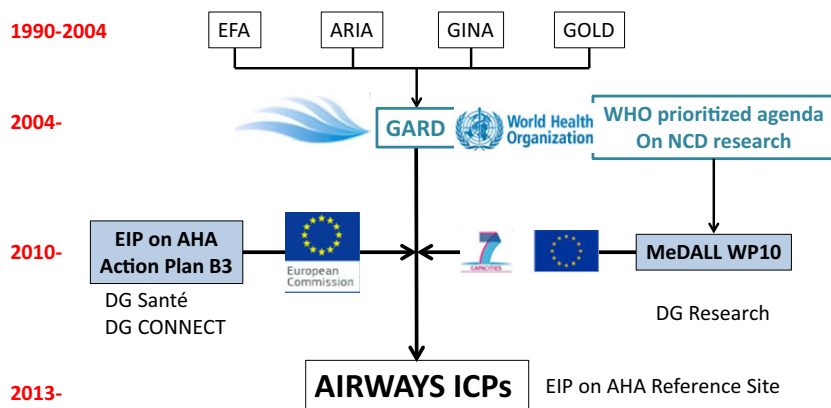 1990-2004
EFA
ARIA
GINA
GOLD
2004-
GARD
World Health
Organization
WHO prioritized agenda
On NCD research
2010-
EIP on AHA
Action Plan B3
European
Commission
7
CAPACITIES
MeDALL WP10
DG Santé
DG CONNECT
DG Research
2013-
AIRWAYS ICPs
EIP on AHA Reference Site